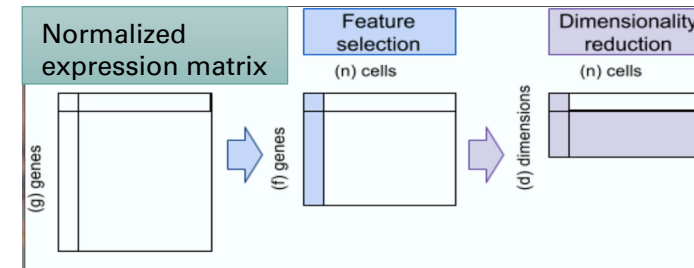 Normalized
expression matrix
Feature
selection
Dimensionality
reduction
(n) cells
(n) cells
(g) genes
(f) genes
(d) dimensions